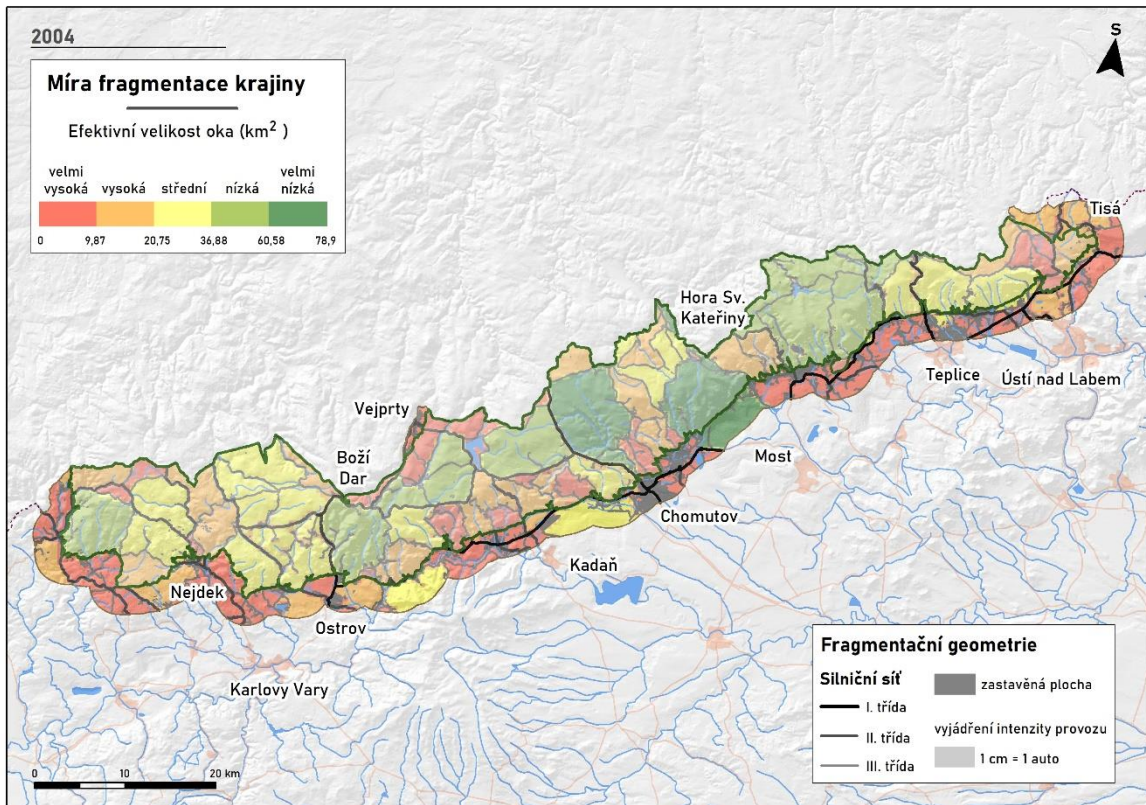 2004
Míra fragmentace krajiny
Efektivní velikost oka (km²)
velmi vysoká
vysoká
střední
nízká
velmi nízká
0
9,87
20,75
36,88
60,58
78,9
S
Tisá
Hora Sv.
Kateřiny
Teplice
Ústí nad Labem
Vejprty
Boží
Dar
Most
Chomutov
Kadaň
Nejdek
Ostrov
Karlovy Vary
0 10 20 km
Fragmentační geometrie
Silniční síť
I. třída
II. třída
III. třída
zastavěná plocha
vyjádření intenzity provozu
1 cm = 1 auto